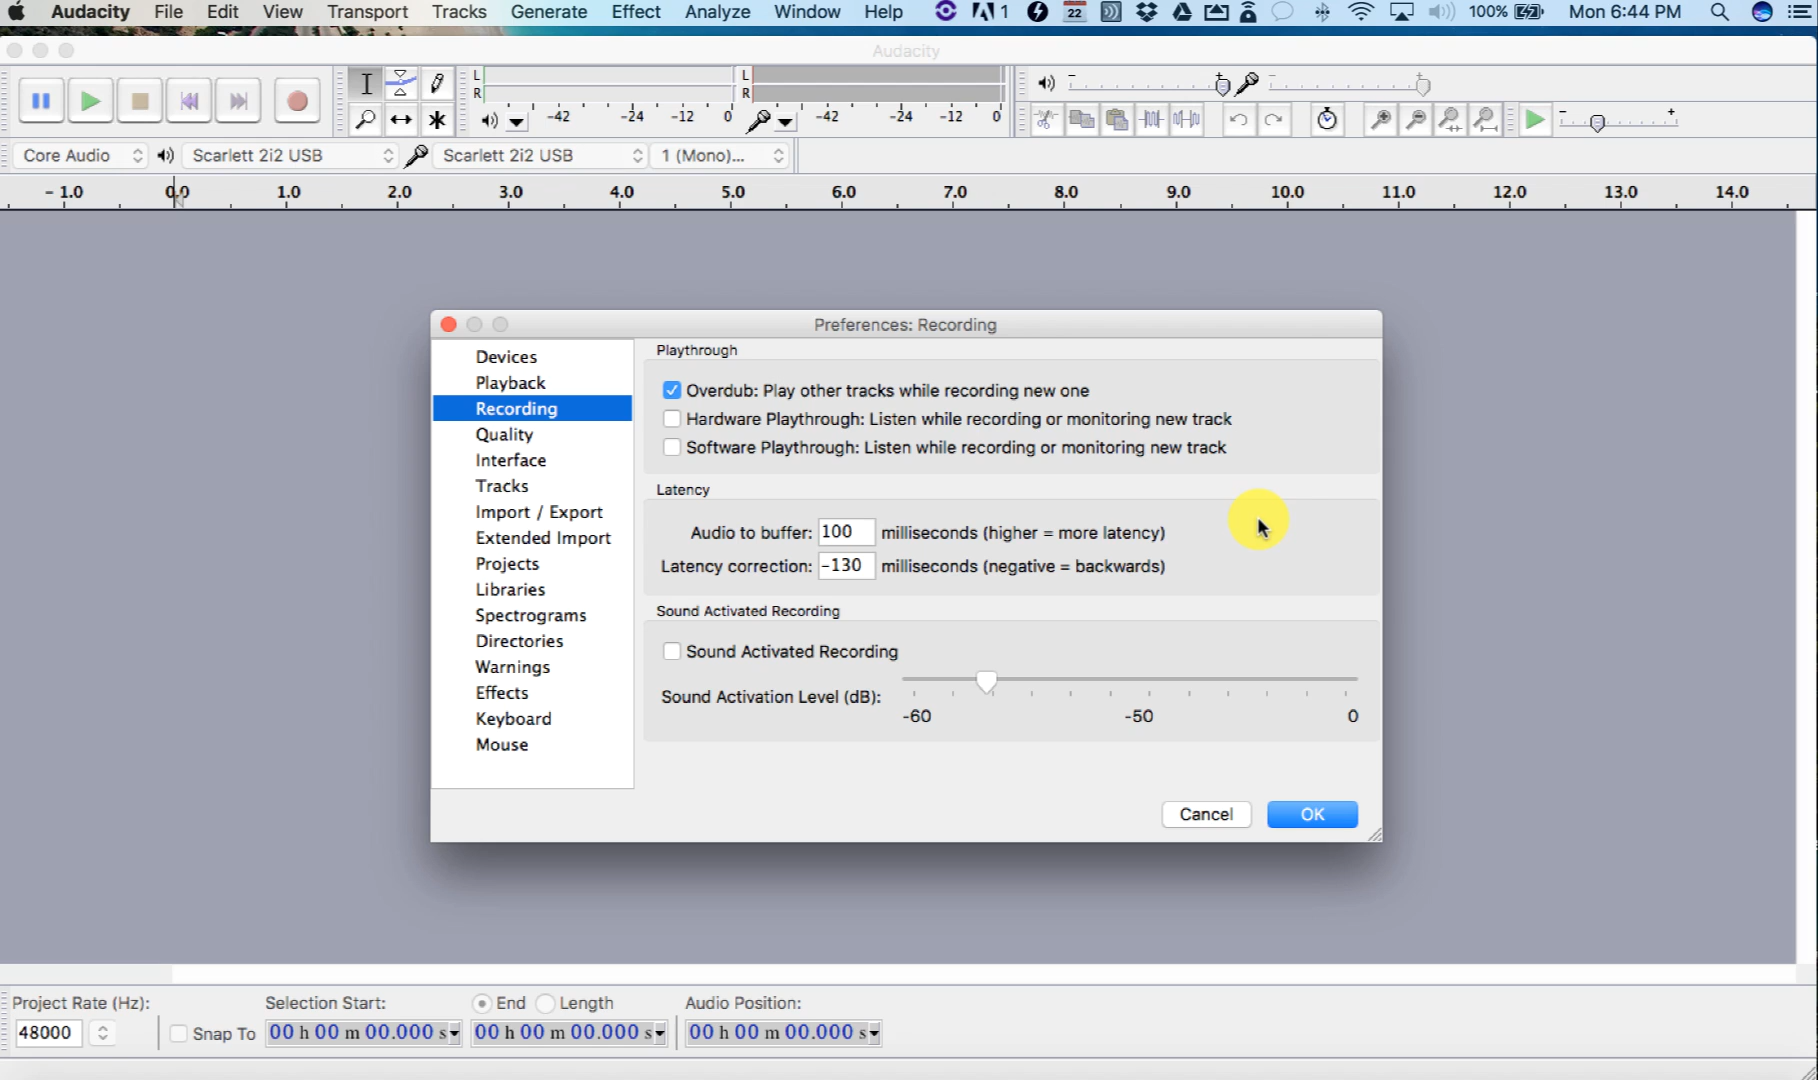 Audacity File Edit View Transport Tracks Generate Effect Analyze Window Help 1 22 100% Mon 6:44 PM
Audacity
L L
R R
-42 -24 -12 0 -42 -24 -12 0
Core Audio Scarlett 2i2 USB Scarlett 2i2 USB 1 (Mono)...
- 1.0 0.0 1.0 2.0 3.0 4.0 5.0 6.0 7.0 8.0 9.0 10.0 11.0 12.0 13.0 14.0
Preferences: Recording
Devices
Playback
Recording
Quality
Interface
Tracks
Import / Export
Extended Import
Projects
Libraries
Spectrograms
Directories
Warnings
Effects
Keyboard
Mouse
Playthrough
Overdub: Play other tracks while recording new one
Hardware Playthrough: Listen while recording or monitoring new track
Software Playthrough: Listen while recording or monitoring new track
Latency
Audio to buffer: 100 milliseconds (higher = more latency)
Latency correction: -130 milliseconds (negative = backwards)
Sound Activated Recording
Sound Activated Recording
Sound Activation Level (dB):
-60 -50 0
Cancel OK
Project Rate (Hz): Selection Start: End Length Audio Position:
48000 Snap To 00 h 00 m 00.000 s 00 h 00 m 00.000 s 00 h 00 m 00.000 s